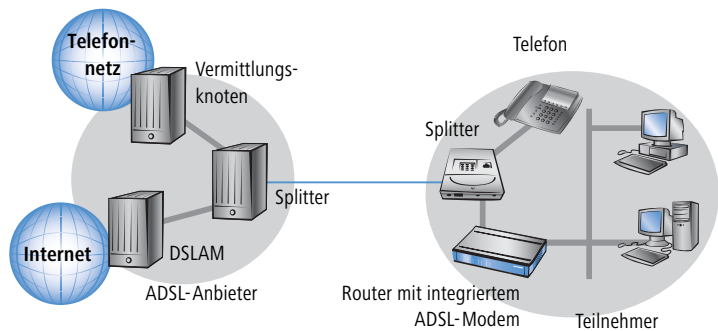 Telefon-
netz
Vermittlungs-
knoten
Splitter
Internet
DSLAM
ADSL-Anbieter
Telefon
Splitter
Router mit integriertem
ADSL-Modem
Teilnehmer